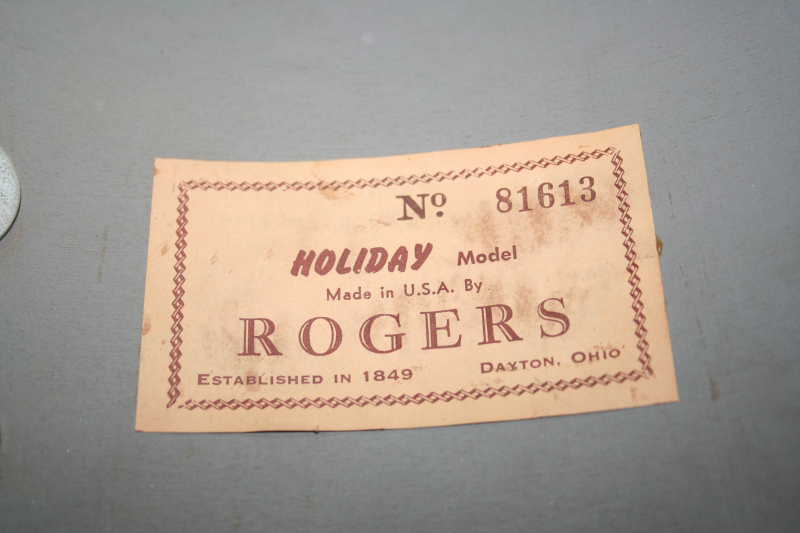 Nº 81613
HOLIDAY Model
Made in U.S.A. By
ROGERS
ESTABLISHED IN 1849 DAYTON, OHIO